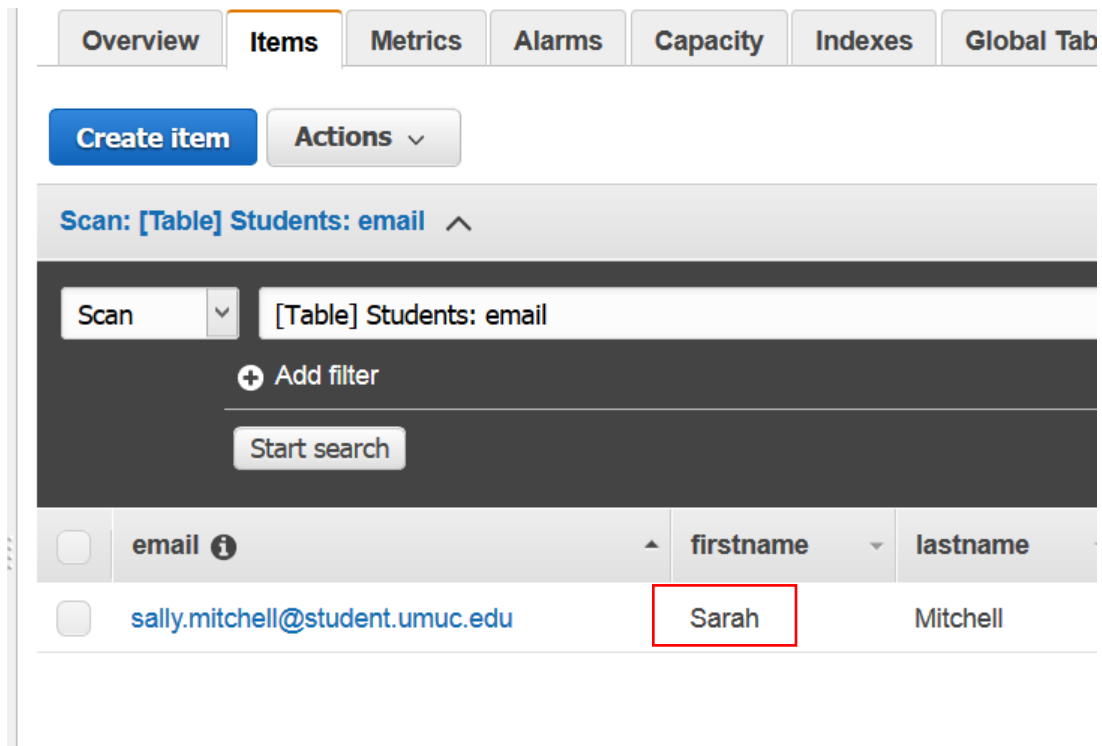 Overview Items Metrics Alarms Capacity Indexes Global Tab
Create item Actions
Scan: [Table] Students: email
Scan [Table] Students: email
Add filter
Start search
email firstname lastname
sally.mitchell@student.umuc.edu Sarah Mitchell